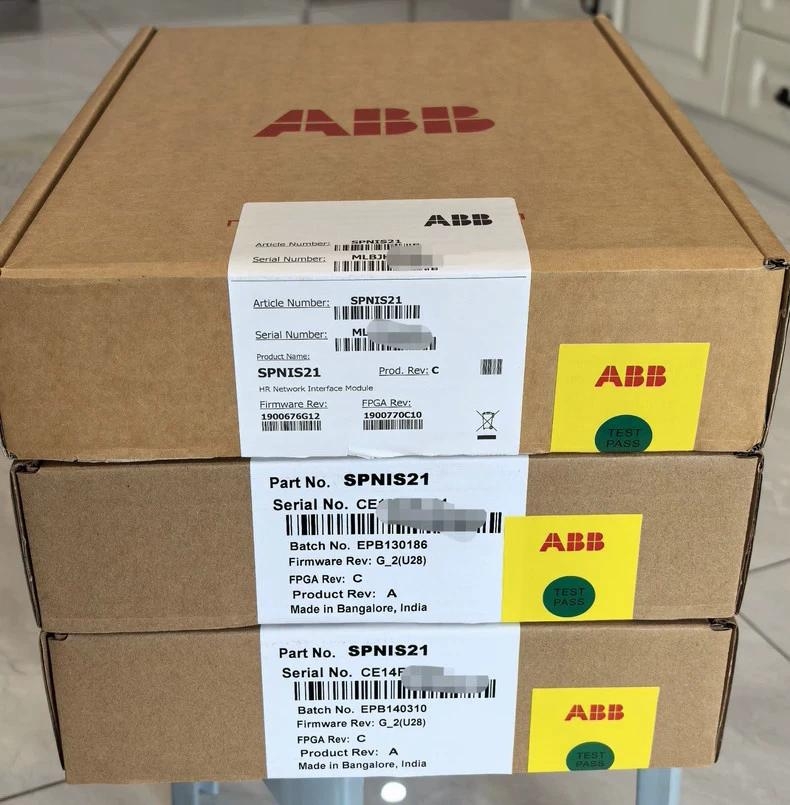 ABB
ABB
Article Number: SPNIS21
Serial Number: MLBJ
Article Number: SPNIS21
Serial Number: ML
Product Name:
SPNIS21 Prod. Rev: C
HR Network Interface Module
Firmware Rev: FPGA Rev:
1900676G12 1900770C10
ABB
TEST
PASS
Part No. SPNIS21
Serial No. CE1
Batch No. EPB130186
Firmware Rev: G_2(U28)
FPGA Rev: C
Product Rev: A
Made in Bangalore, India
ABB
TEST
PASS
Part No. SPNIS21
Serial No. CE14
Batch No. EPB140310
Firmware Rev: G_2(U28)
FPGA Rev: C
Product Rev: A
Made in Bangalore, India
ABB
TEST
PASS